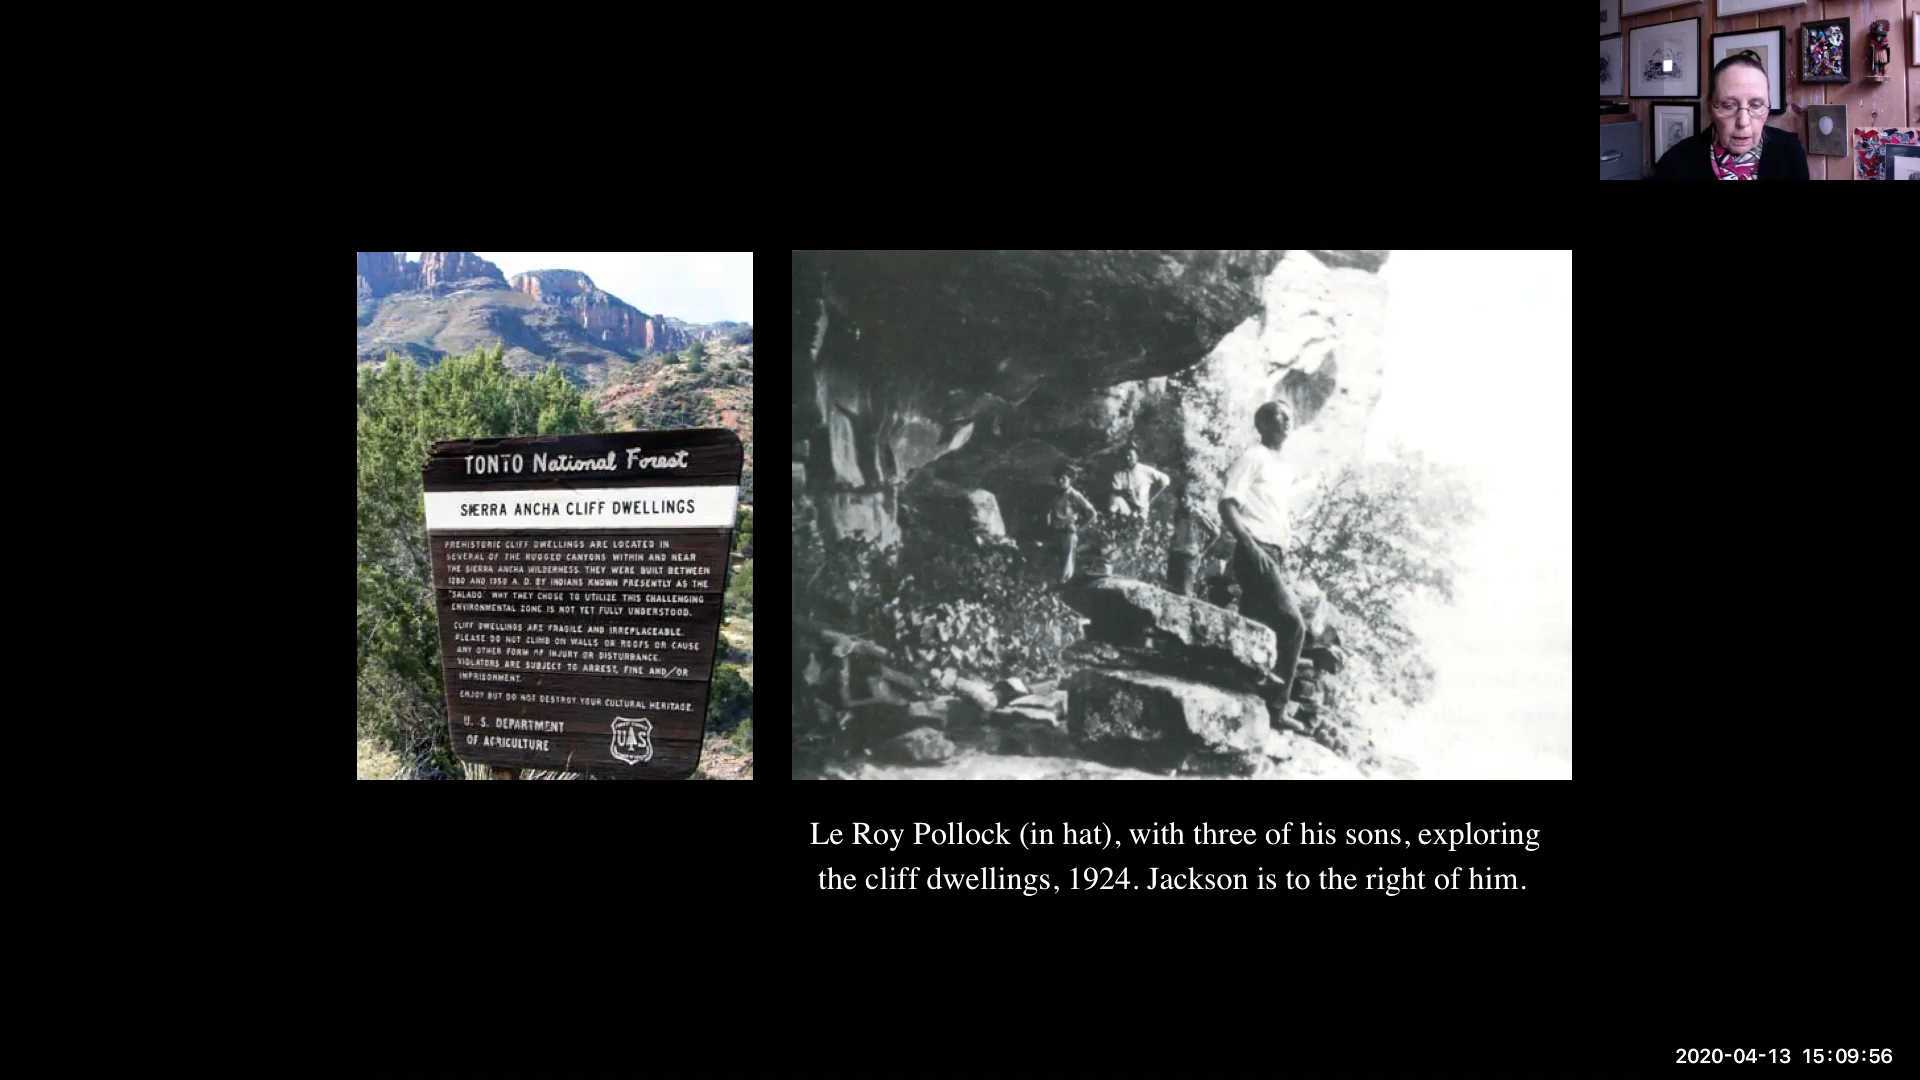 TONTO National Forest
SIERRA ANCHA CLIFF DWELLINGS
PREHISTORIC CLIFF DWELLINGS ARE LOCATED IN
SEVERAL OF THE RUGGED CANYONS WITHIN AND NEAR
THE SIERRA ANCHA WILDERNESS. THEY WERE BUILT BETWEEN
1280 AND 1350 A. D. BY INDIANS KNOWN PRESENTLY AS THE
"SALADO." WHY THEY CHOSE TO UTILIZE THIS CHALLENGING
ENVIRONMENTAL ZONE IS NOT YET FULLY UNDERSTOOD.
CLIFF DWELLINGS ARE FRAGILE AND IRREPLACEABLE.
PLEASE DO NOT CLIMB ON WALLS OR ROOFS OR CAUSE
ANY OTHER FORM OF INJURY OR DISTURBANCE.
VIOLATORS ARE SUBJECT TO ARREST, FINE AND/OR
IMPRISONMENT.
ENJOY BUT DO NOT DESTROY YOUR CULTURAL HERITAGE.
U. S. DEPARTMENT
OF AGRICULTURE
UAS
Le Roy Pollock (in hat), with three of his sons, exploring
the cliff dwellings, 1924. Jackson is to the right of him.
2020-04-13 15:09:56